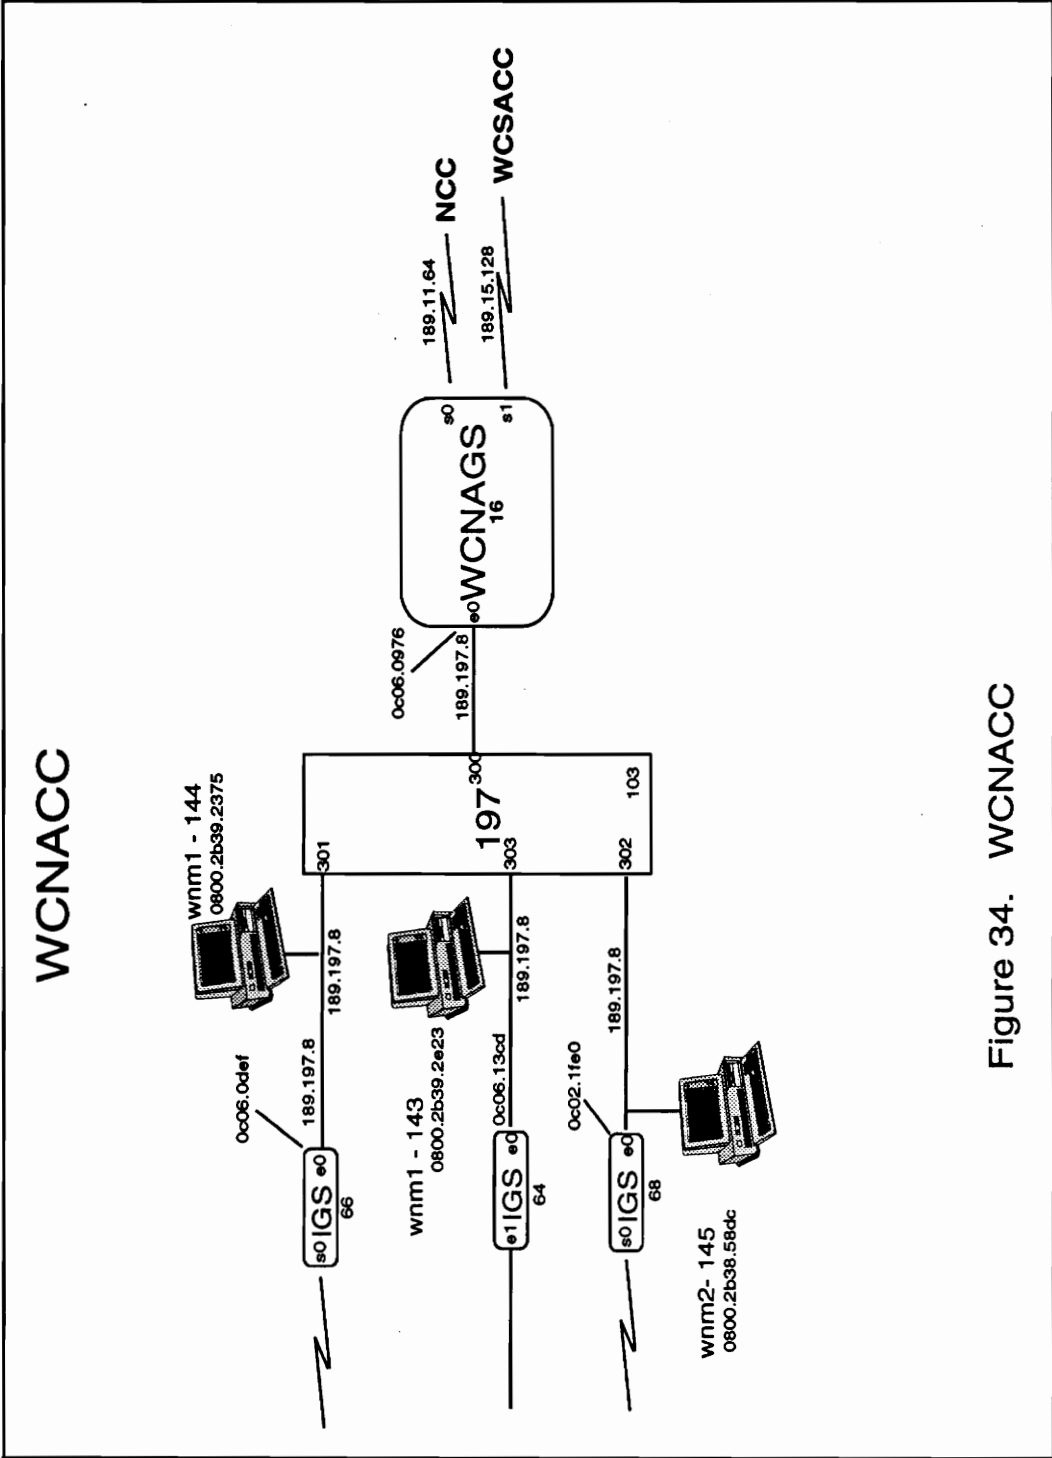 WCNACC
wnm1 - 144
0800.2b39.2375
0c06.0def
189.197.8
189.197.8
s0 IGS e0
66
301
wnm1 - 143
0800.2b39.2e23
0c06.13cd
189.197.8
e1 IGS e0
64
303
197
300
103
302
0c06.0976
189.197.8
e0 WCNAGS
16
s0
s1
189.11.64
NCC
189.15.128
WCSACC
0c02.1fe0
189.197.8
s0 IGS e0
68
wnm2- 145
0800.2b38.58dc
Figure 34. WCNACC